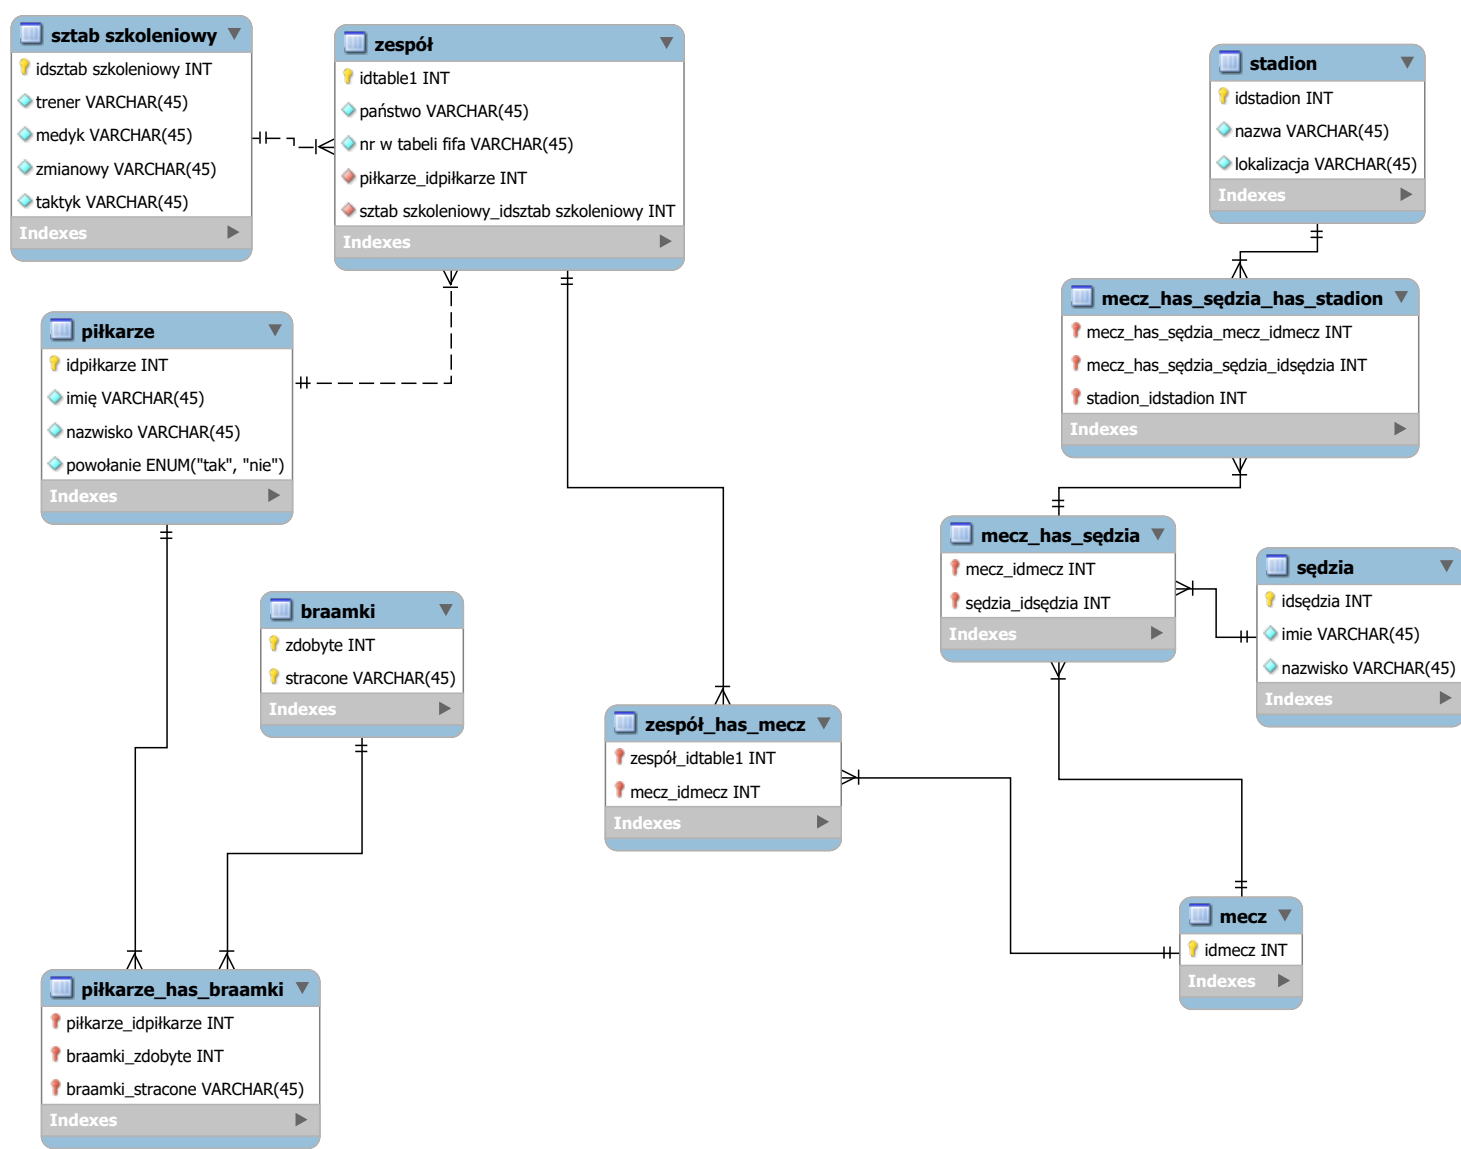 sztab szkoleniowy
idsztab szkoleniowy INT
trener VARCHAR(45)
medyk VARCHAR(45)
zmianowy VARCHAR(45)
taktyk VARCHAR(45)
Indexes
zespół
idtable1 INT
państwo VARCHAR(45)
nr w tabeli fifa VARCHAR(45)
piłkarze_idpiłkarze INT
sztab szkoleniowy_idsztab szkoleniowy INT
Indexes
stadion
idstadion INT
nazwa VARCHAR(45)
lokalizacja VARCHAR(45)
Indexes
mecz_has_sędzia_has_stadion
mecz_has_sędzia_mecz_idmecz INT
mecz_has_sędzia_sędzia_idsędzia INT
stadion_idstadion INT
Indexes
piłkarze
idpiłkarze INT
imię VARCHAR(45)
nazwisko VARCHAR(45)
powołanie ENUM("tak", "nie")
Indexes
mecz_has_sędzia
mecz_idmecz INT
sędzia_idsędzia INT
Indexes
sędzia
idsędzia INT
imie VARCHAR(45)
nazwisko VARCHAR(45)
Indexes
braamki
zdobyte INT
stracone VARCHAR(45)
Indexes
zespół_has_mecz
zespół_idtable1 INT
mecz_idmecz INT
Indexes
mecz
idmecz INT
Indexes
piłkarze_has_braamki
piłkarze_idpiłkarze INT
braamki_zdobyte INT
braamki_stracone VARCHAR(45)
Indexes